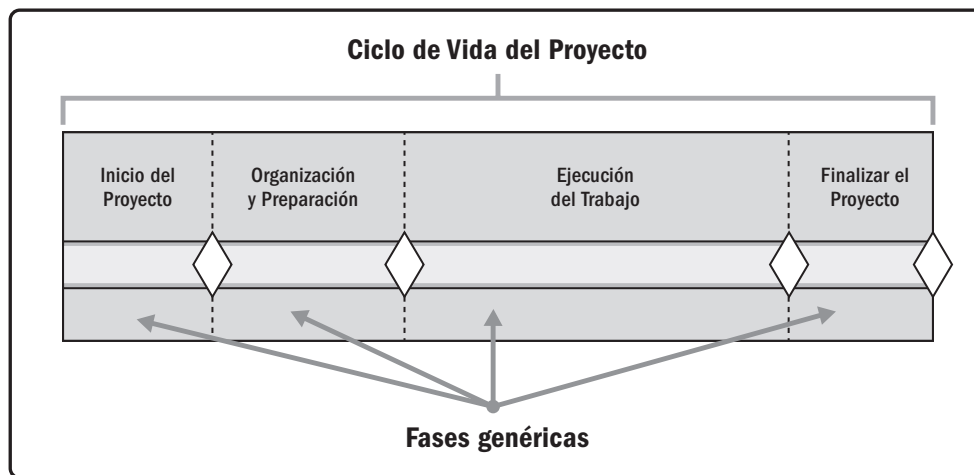 Ciclo de Vida del Proyecto
Inicio del
Proyecto
Organización
y Preparación
Ejecución
del Trabajo
Finalizar el
Proyecto
Fases genéricas